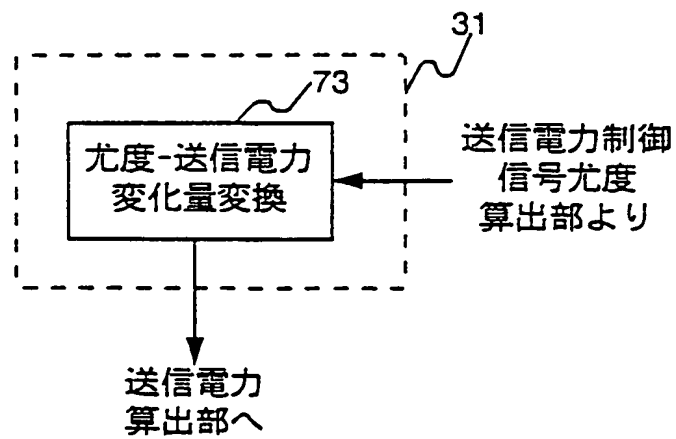 31
73
尤度-送信電力
変化量変換
送信電力制御
信号尤度
算出部より
送信電力
算出部へ